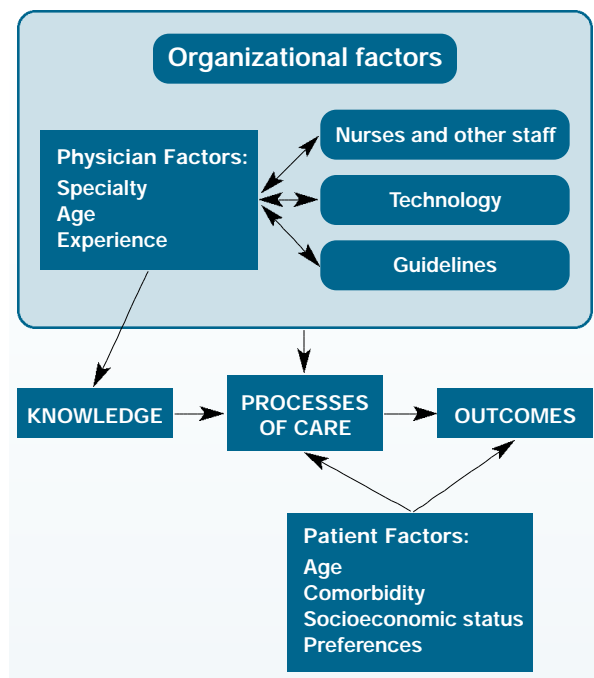 Organizational factors
Physician Factors:
Specialty
Age
Experience
Nurses and other staff
Technology
Guidelines
KNOWLEDGE
PROCESSES
OF CARE
OUTCOMES
Patient Factors:
Age
Comorbidity
Socioeconomic status
Preferences